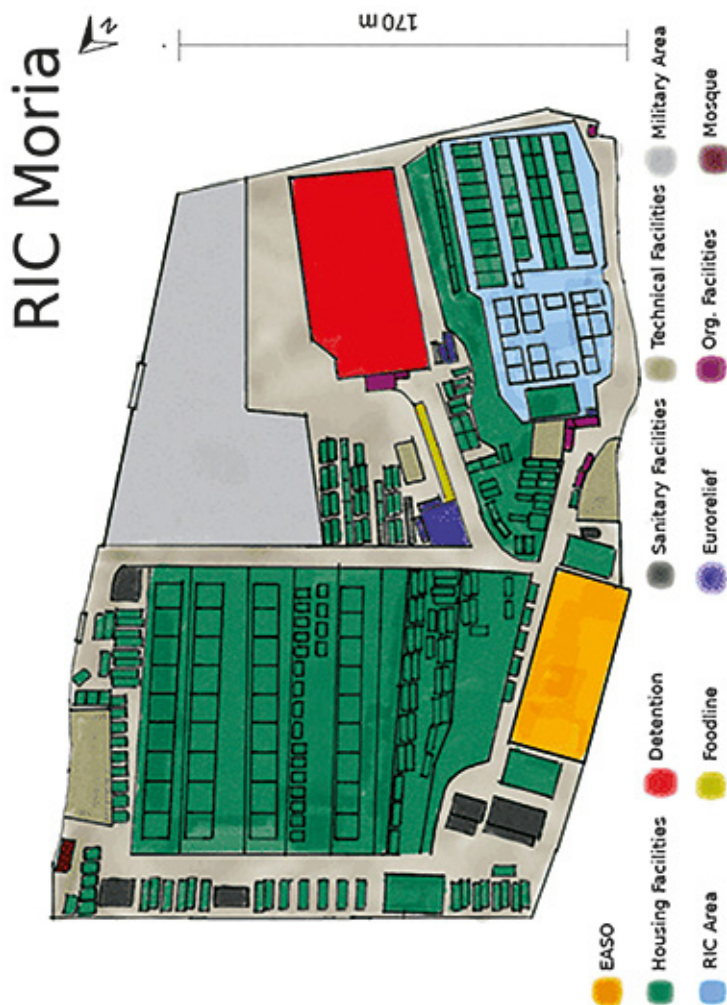 RIC Moria
N
170 m
EASO
Housing Facilities
RIC Area
Detention
Foodline
Sanitary Facilities
Eurorelief
Technical Facilities
Org. Facilities
Military Area
Mosque